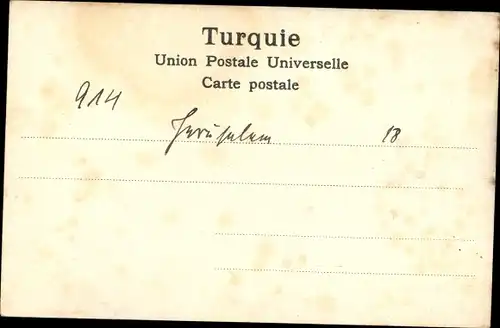 Turquie
Union Postale Universelle
Carte postale
914
Jerusalem 18